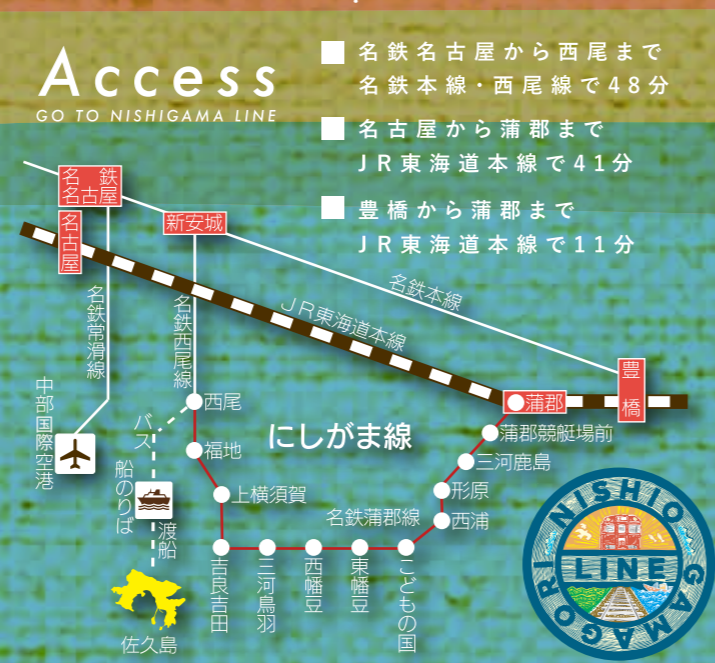 Access
GO TO NISHIGAMA LINE
■ 名鉄名古屋から西尾まで
名鉄本線・西尾線で48分
■ 名古屋から蒲郡まで
JR東海道本線で41分
■ 豊橋から蒲郡まで
JR東海道本線で11分
名鉄
名古屋
名古屋
新安城
名鉄常滑線
名鉄西尾線
JR東海道本線
名鉄本線
豊橋
蒲郡
中部国際空港
バス
船のりば
渡船
佐久島
西尾
福地
上横須賀
にしがま線
名鉄蒲郡線
蒲郡競艇場前
三河鹿島
形原
西浦
吉良吉田
三河鳥羽
西幡豆
東幡豆
こどもの国
NISHIO
LINE
GAMAGORI